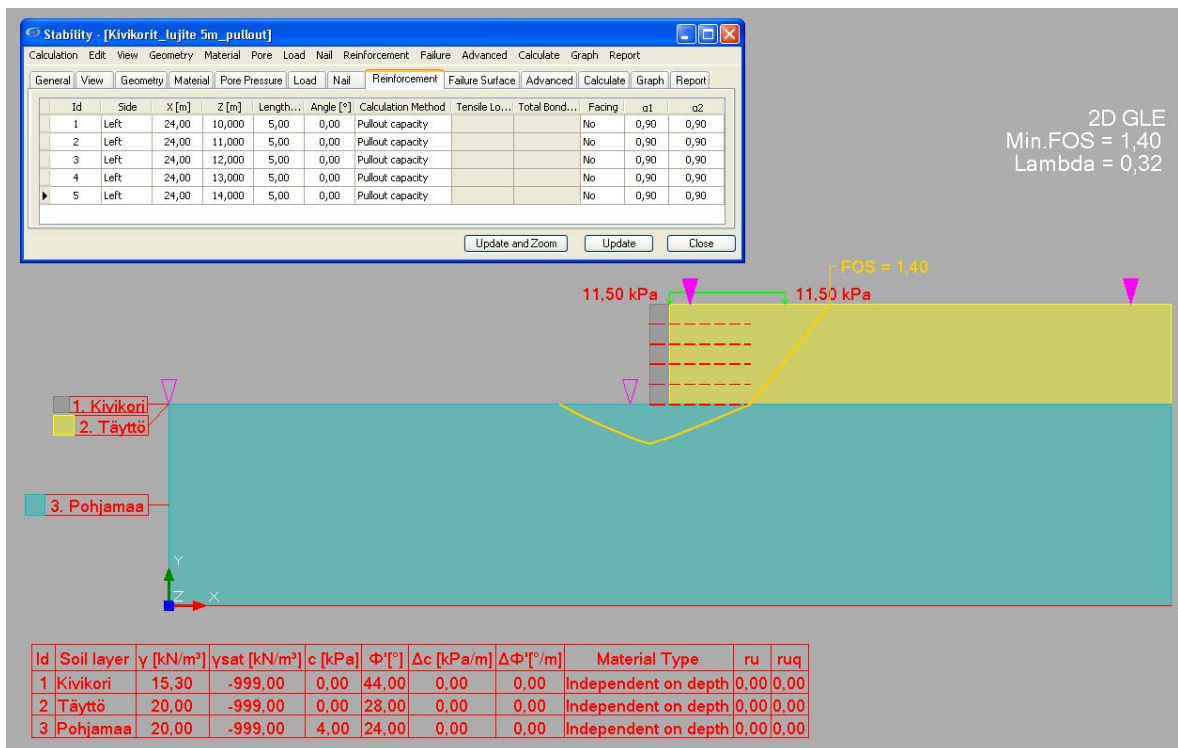 Stability - [Kivikorit_lujite 5m_pullout]
Calculation Edit View Geometry Material Pore Load Nail Reinforcement Failure Advanced Calculate Graph Report
General View Geometry Material Pore Pressure Load Nail Reinforcement Failure Surface Advanced Calculate Graph Report
Id Side X [m] Z [m] Length... Angle [°] Calculation Method Tensile Lo... Total Bond... Facing α1 α2
1 Left 24,00 10,000 5,00 0,00 Pullout capacity No 0,90 0,90
2 Left 24,00 11,000 5,00 0,00 Pullout capacity No 0,90 0,90
3 Left 24,00 12,000 5,00 0,00 Pullout capacity No 0,90 0,90
4 Left 24,00 13,000 5,00 0,00 Pullout capacity No 0,90 0,90
5 Left 24,00 14,000 5,00 0,00 Pullout capacity No 0,90 0,90
Update and Zoom Update Close
2D GLE
Min.FOS = 1,40
Lambda = 0,32
FOS = 1,40
11,50 kPa 11,50 kPa
1. Kivikori
2. Täyttö
3. Pohjamaa
Y
Z X
Id Soil layer γ [kN/m³] γsat [kN/m³] c [kPa] Φ'[°] Δc [kPa/m] ΔΦ'[°/m] Material Type ru ruq
1 Kivikori 15,30 -999,00 0,00 44,00 0,00 0,00 Independent on depth 0,00 0,00
2 Täyttö 20,00 -999,00 0,00 28,00 0,00 0,00 Independent on depth 0,00 0,00
3 Pohjamaa 20,00 -999,00 4,00 24,00 0,00 0,00 Independent on depth 0,00 0,00